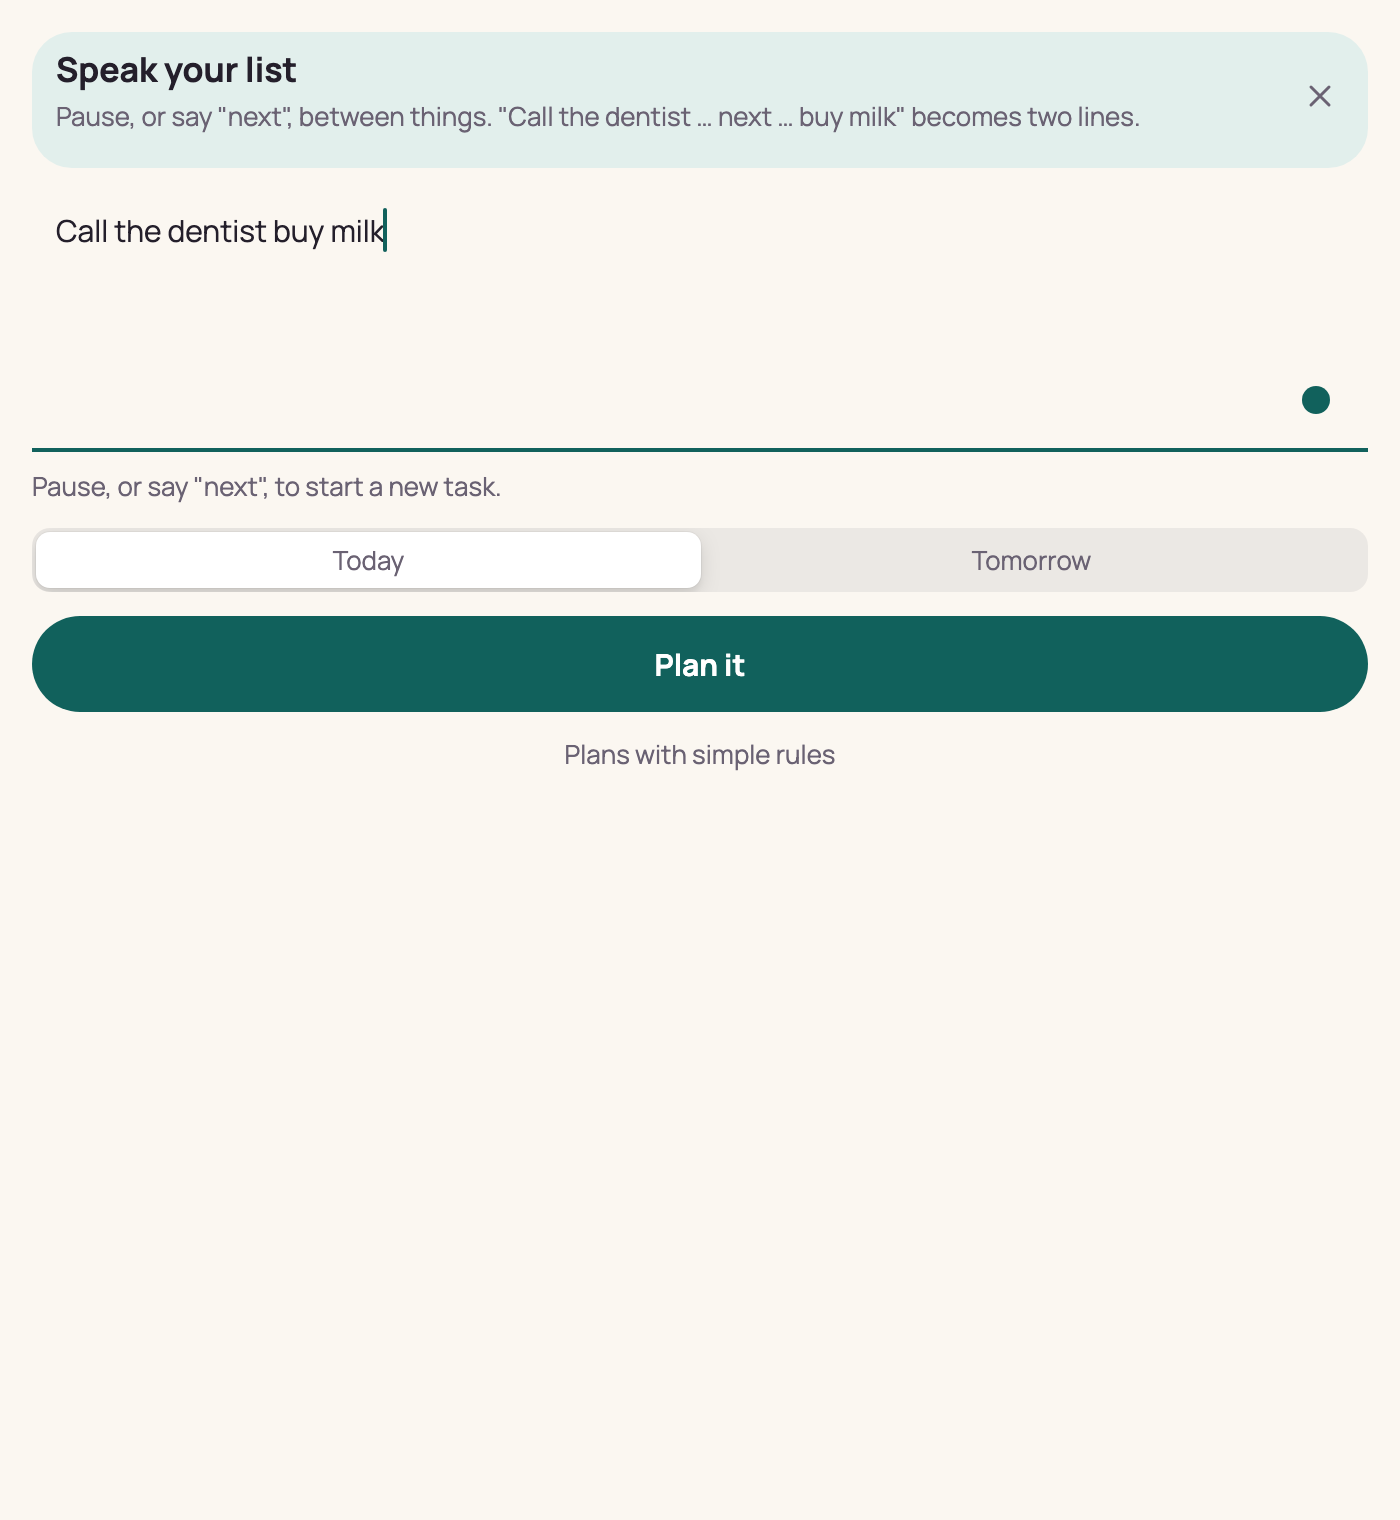 Speak your list
Pause, or say "next", between things. "Call the dentist ... next ... buy milk" becomes two lines.
Call the dentist buy milk
Pause, or say "next", to start a new task.
Today
Tomorrow
Plan it
Plans with simple rules